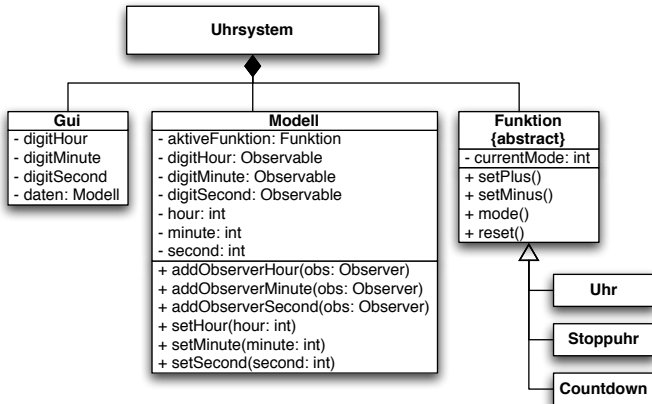 Uhrsystem
Gui
- digitHour
- digitMinute
- digitSecond
- daten: Modell
Modell
- aktiveFunktion: Funktion
- digitHour: Observable
- digitMinute: Observable
- digitSecond: Observable
- hour: int
- minute: int
- second: int
+ addObserverHour(obs: Observer)
+ addObserverMinute(obs: Observer)
+ addObserverSecond(obs: Observer)
+ setHour(hour: int)
+ setMinute(minute: int)
+ setSecond(second: int)
Funktion
{abstract}
- currentMode: int
+ setPlus()
+ setMinus()
+ mode()
+ reset()
Uhr
Stoppuhr
Countdown